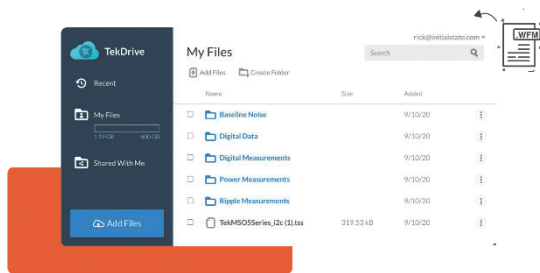 rick@initialstate.com
.WFM
TekDrive
My Files
Search
Add Files
Create Folder
Recent
Name
Size
Added
My Files
1.19 GB
600 GB
Baseline Noise
9/10/20
Digital Data
9/10/20
Shared With Me
Digital Measurements
9/10/20
Power Measurements
9/10/20
Ripple Measurements
9/10/20
Add Files
TekMSO5Series_i2c (1).tss
319.53 kB
9/10/20